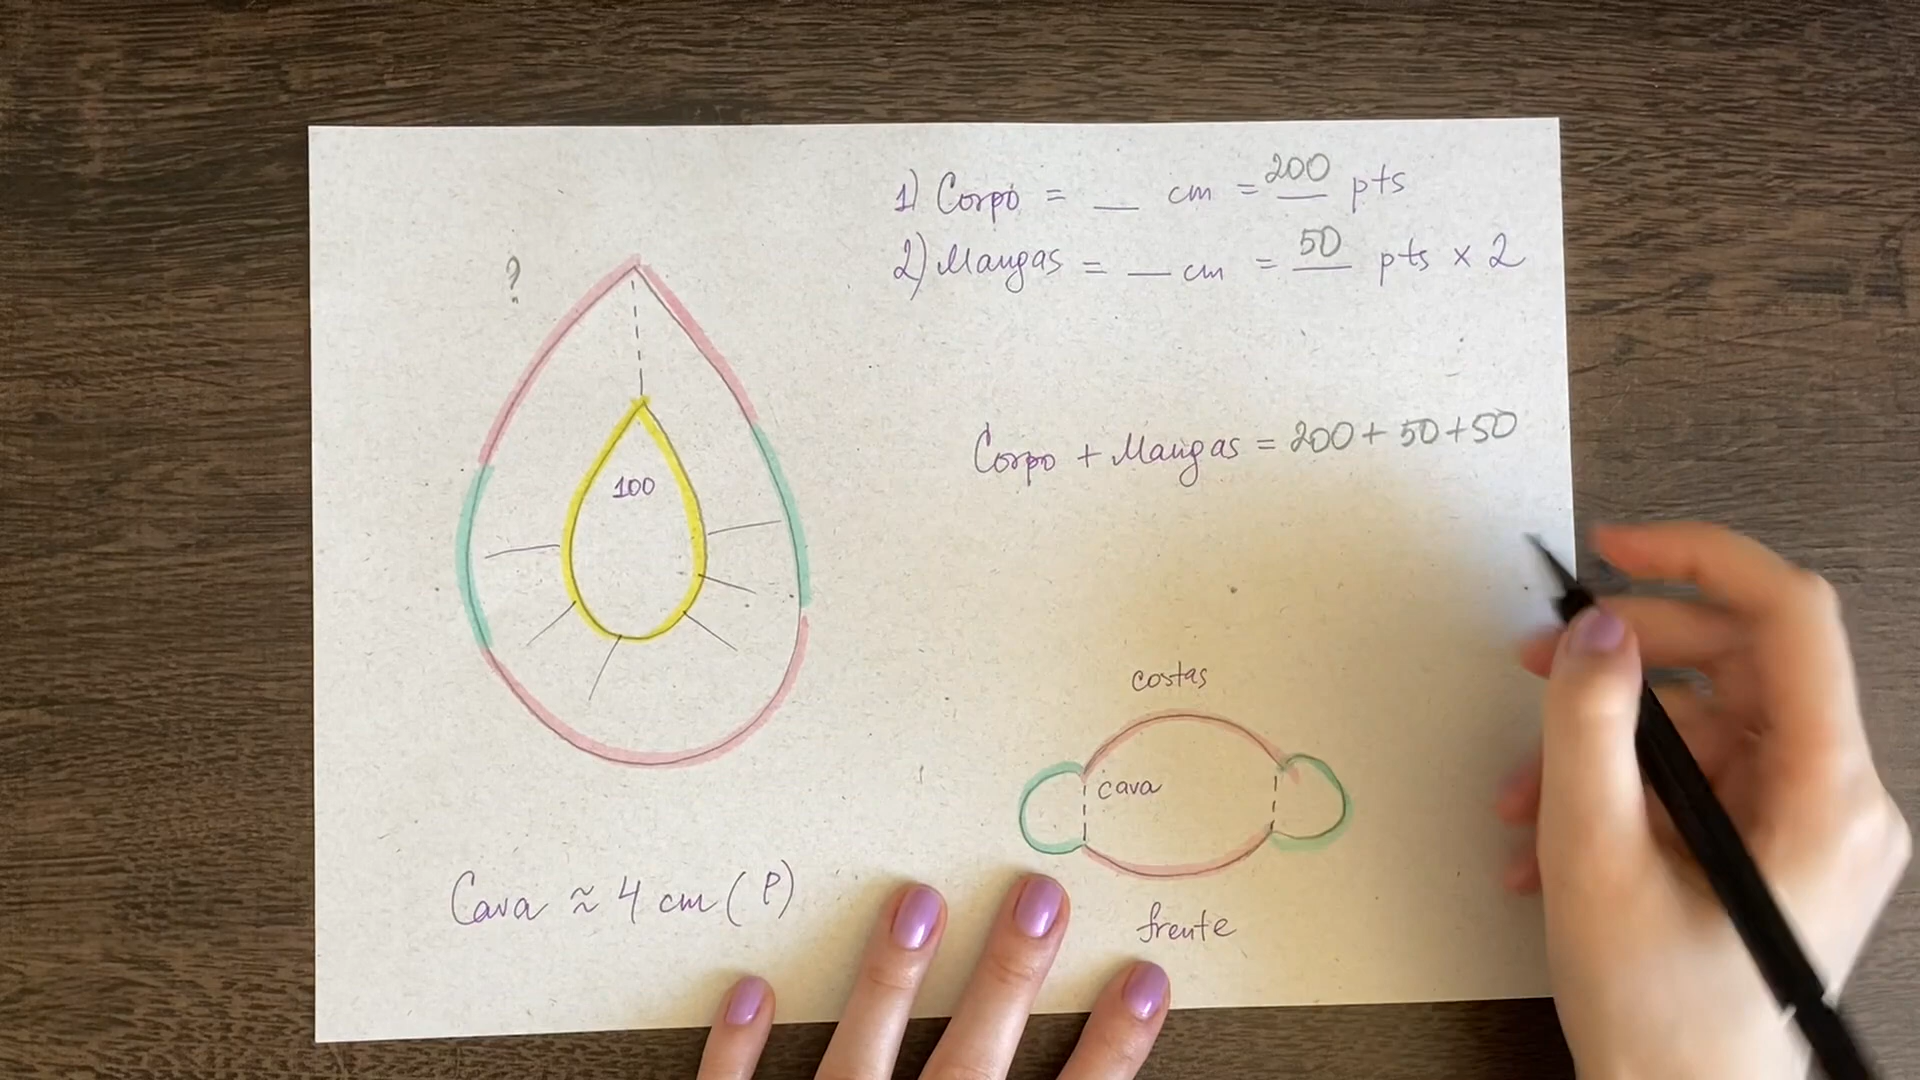 1) Corpo = __ cm = 200 pts
2) Mangas = __ cm = 50 pts x 2
?
Corpo + Mangas = 200 + 50 + 50
100
costas
cava
Cava ≈ 4 cm (P)
frente